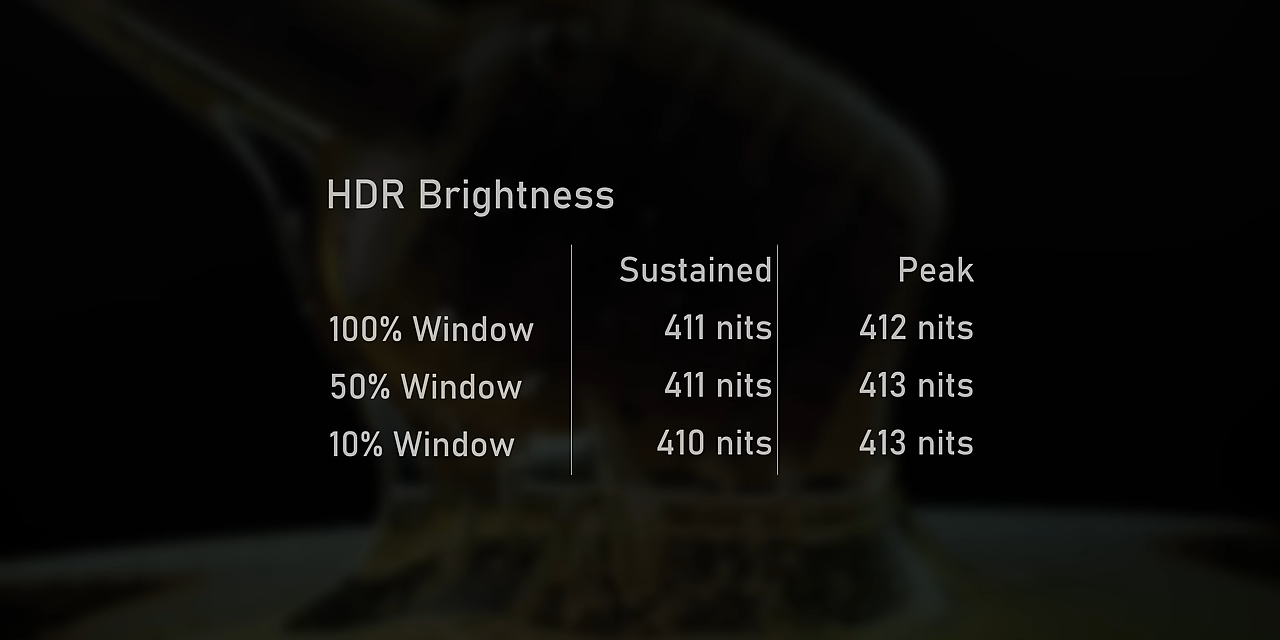 HDR Brightness
Sustained Peak
100% Window 411 nits 412 nits
50% Window 411 nits 413 nits
10% Window 410 nits 413 nits